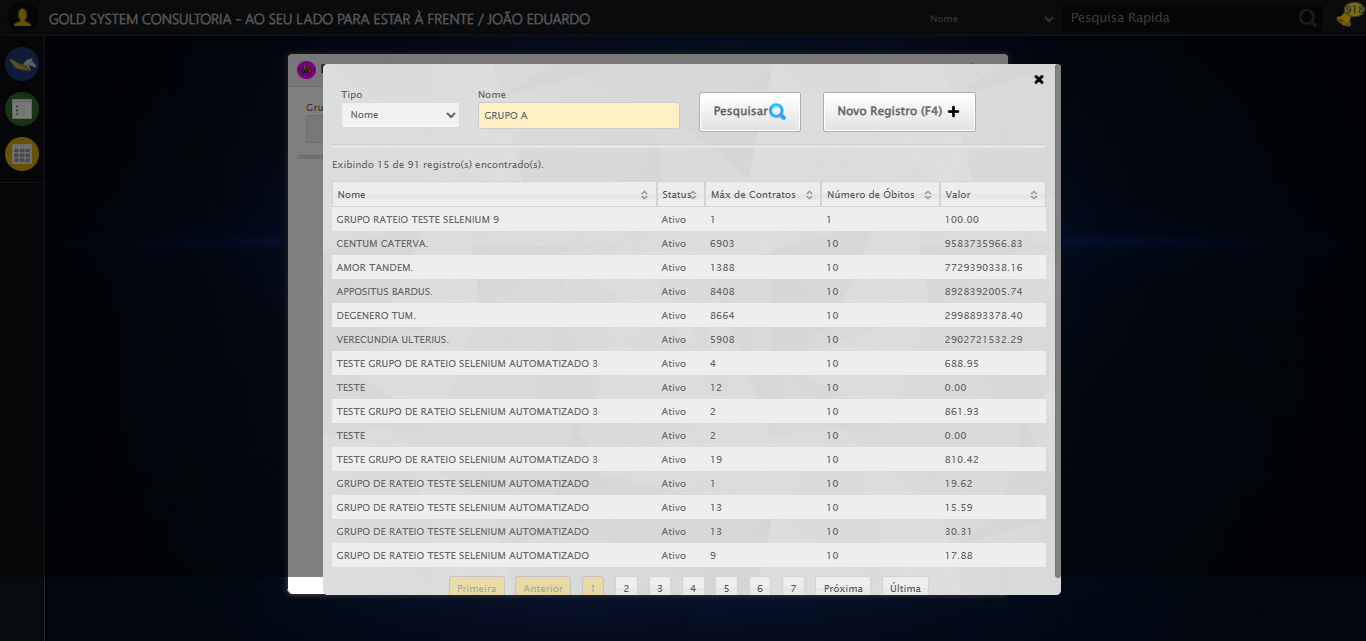 GOLD SYSTEM CONSULTORIA - AO SEU LADO PARA ESTAR À FRENTE / JOÃO EDUARDO
Nome
Pesquisa Rapida
918
Gru
Tipo
Nome
Nome
GRUPO A
Pesquisar
Novo Registro (F4)
Exibindo 15 de 91 registro(s) encontrado(s).
Nome Status Máx de Contratos Número de Óbitos Valor
GRUPO RATEIO TESTE SELENIUM 9 Ativo 1 1 100.00
CENTUM CATERVA. Ativo 6903 10 9583735966.83
AMOR TANDEM. Ativo 1388 10 7729390338.16
APPOSITUS BARDUS. Ativo 8408 10 8928392005.74
DEGENERO TUM. Ativo 8664 10 2998893378.40
VERECUNDIA ULTERIUS. Ativo 5908 10 2902721532.29
TESTE GRUPO DE RATEIO SELENIUM AUTOMATIZADO 3 Ativo 4 10 688.95
TESTE Ativo 12 10 0.00
TESTE GRUPO DE RATEIO SELENIUM AUTOMATIZADO 3 Ativo 2 10 861.93
TESTE Ativo 2 10 0.00
TESTE GRUPO DE RATEIO SELENIUM AUTOMATIZADO 3 Ativo 19 10 810.42
GRUPO DE RATEIO TESTE SELENIUM AUTOMATIZADO Ativo 1 10 19.62
GRUPO DE RATEIO TESTE SELENIUM AUTOMATIZADO Ativo 13 10 15.59
GRUPO DE RATEIO TESTE SELENIUM AUTOMATIZADO Ativo 13 10 30.31
GRUPO DE RATEIO TESTE SELENIUM AUTOMATIZADO Ativo 9 10 17.88
Primeira Anterior 1 2 3 4 5 6 7 Próxima Última